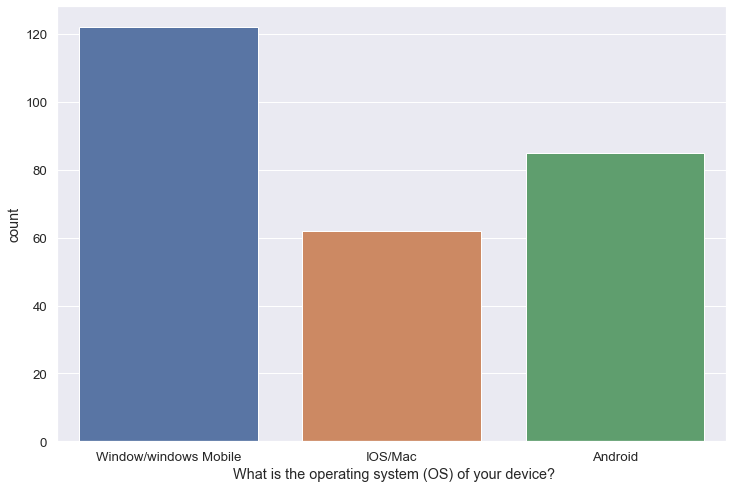 120
100
80
60
40
20
0
count
Window/windows Mobile
IOS/Mac
Android
What is the operating system (OS) of your device?